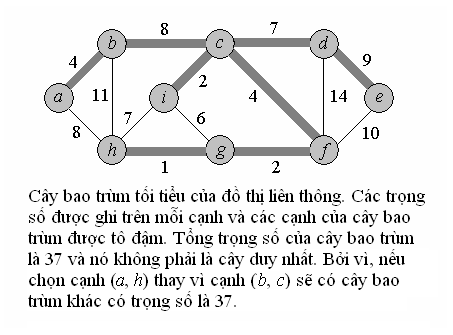 8 7
b c d
4 9
2
a 11 i 4 14 e
8 7 6 10
h g f
1 2
Cây bao trùm tối tiểu của đồ thị liên thông. Các trọng
số được ghi trên mỗi cạnh và các cạnh của cây bao
trùm được tô đậm. Tổng trọng số của cây bao trùm
là 37 và nó không phải là cây duy nhất. Bởi vì, nếu
chọn cạnh (a, h) thay vì cạnh (b, c) sẽ có cây bao
trùm khác có trọng số là 37.